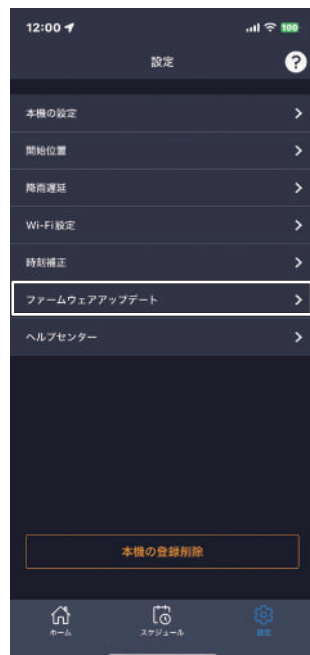 12:00
100
設定
?
本機の設定
開始位置
降雨遅延
Wi-Fi設定
時刻補正
ファームウェアアップデート
ヘルプセンター
本機の登録削除
ホーム
スケジュール
設定